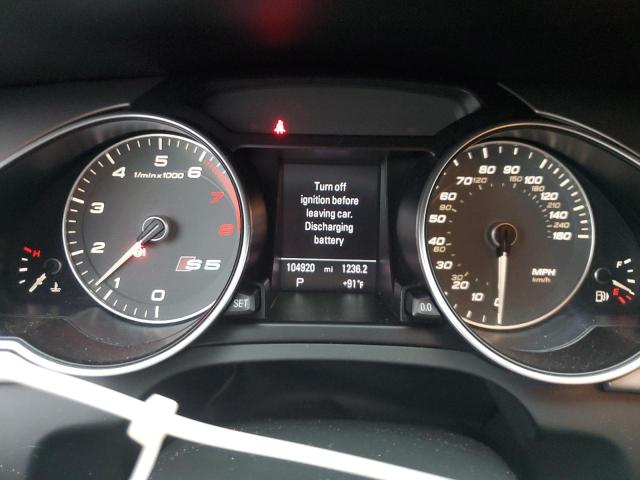 4 5 6
1/min x 1000
3 7
2 8
1 0
S5
H
SET
Turn off
ignition before
leaving car.
Discharging
battery
104920 mi 1236.2
P +91°F
0.0
80 90
70 100
120 150
60 110
50 120
40 130
30 140
20 160
10 0
MPH
km/h
F
E